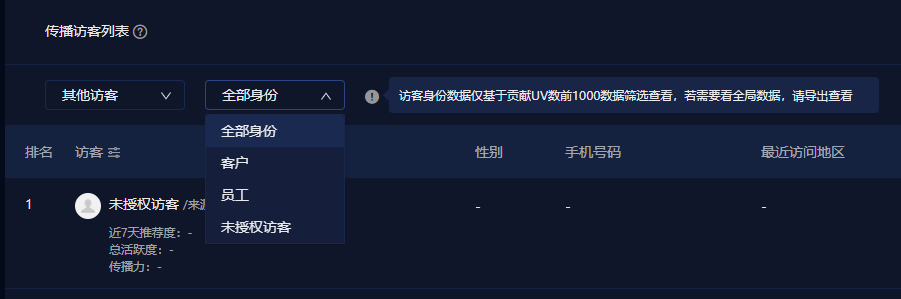 传播访客列表 ?
其他访客 全部身份 访客身份数据仅基于贡献UV数前1000数据筛选查看，若需要看全局数据，请导出查看
全部身份
排名 访客 性别 手机号码 最近访问地区
客户
员工
1 未授权访客 /来源 - - -
未授权访客
近7天推荐度：-
总活跃度：-
传播力：-